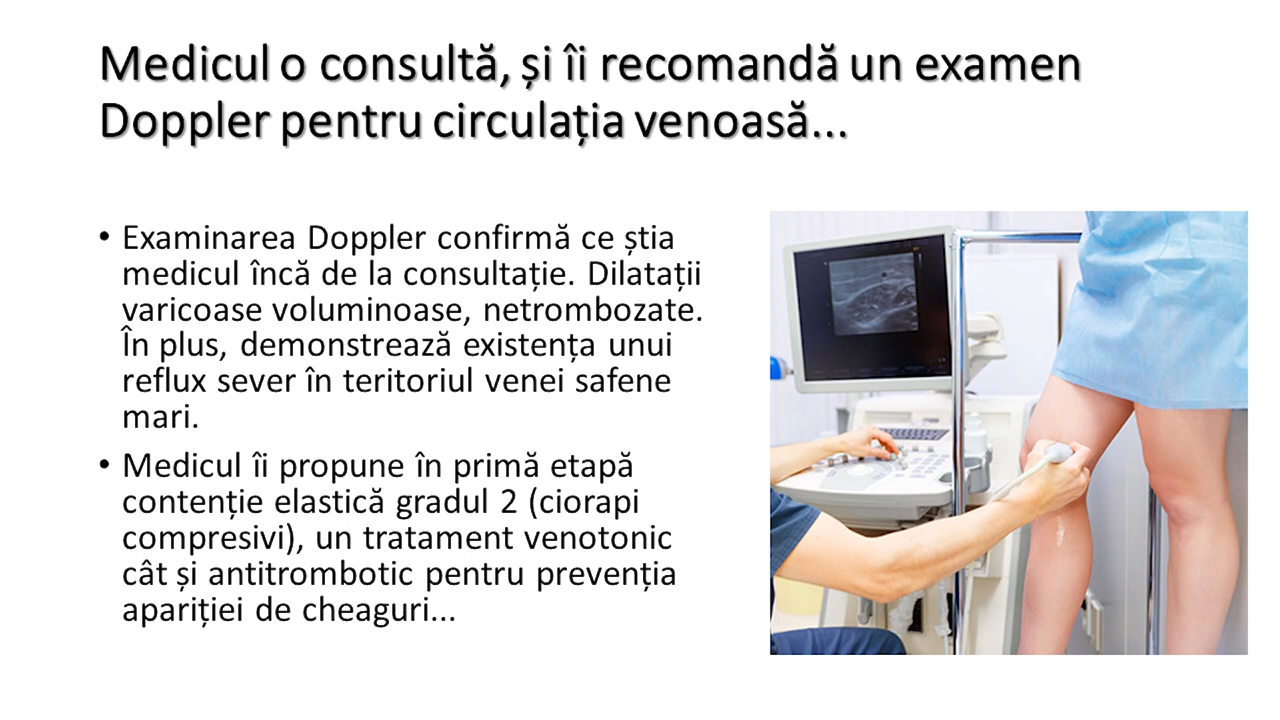 Medicul o consultă, și îi recomandă un examen
Doppler pentru circulația venoasă...
• Examinarea Doppler confirmă ce știa
medicul încă de la consultație. Dilatații
varicoase voluminoase, netrombozate.
În plus, demonstrează existența unui
reflux sever în teritoriul venei safene
mari.
• Medicul îi propune în primă etapă
contenție elastică gradul 2 (ciorapi
compresivi), un tratament venotonic
cât și antitrombotic pentru prevenția
apariției de cheaguri...